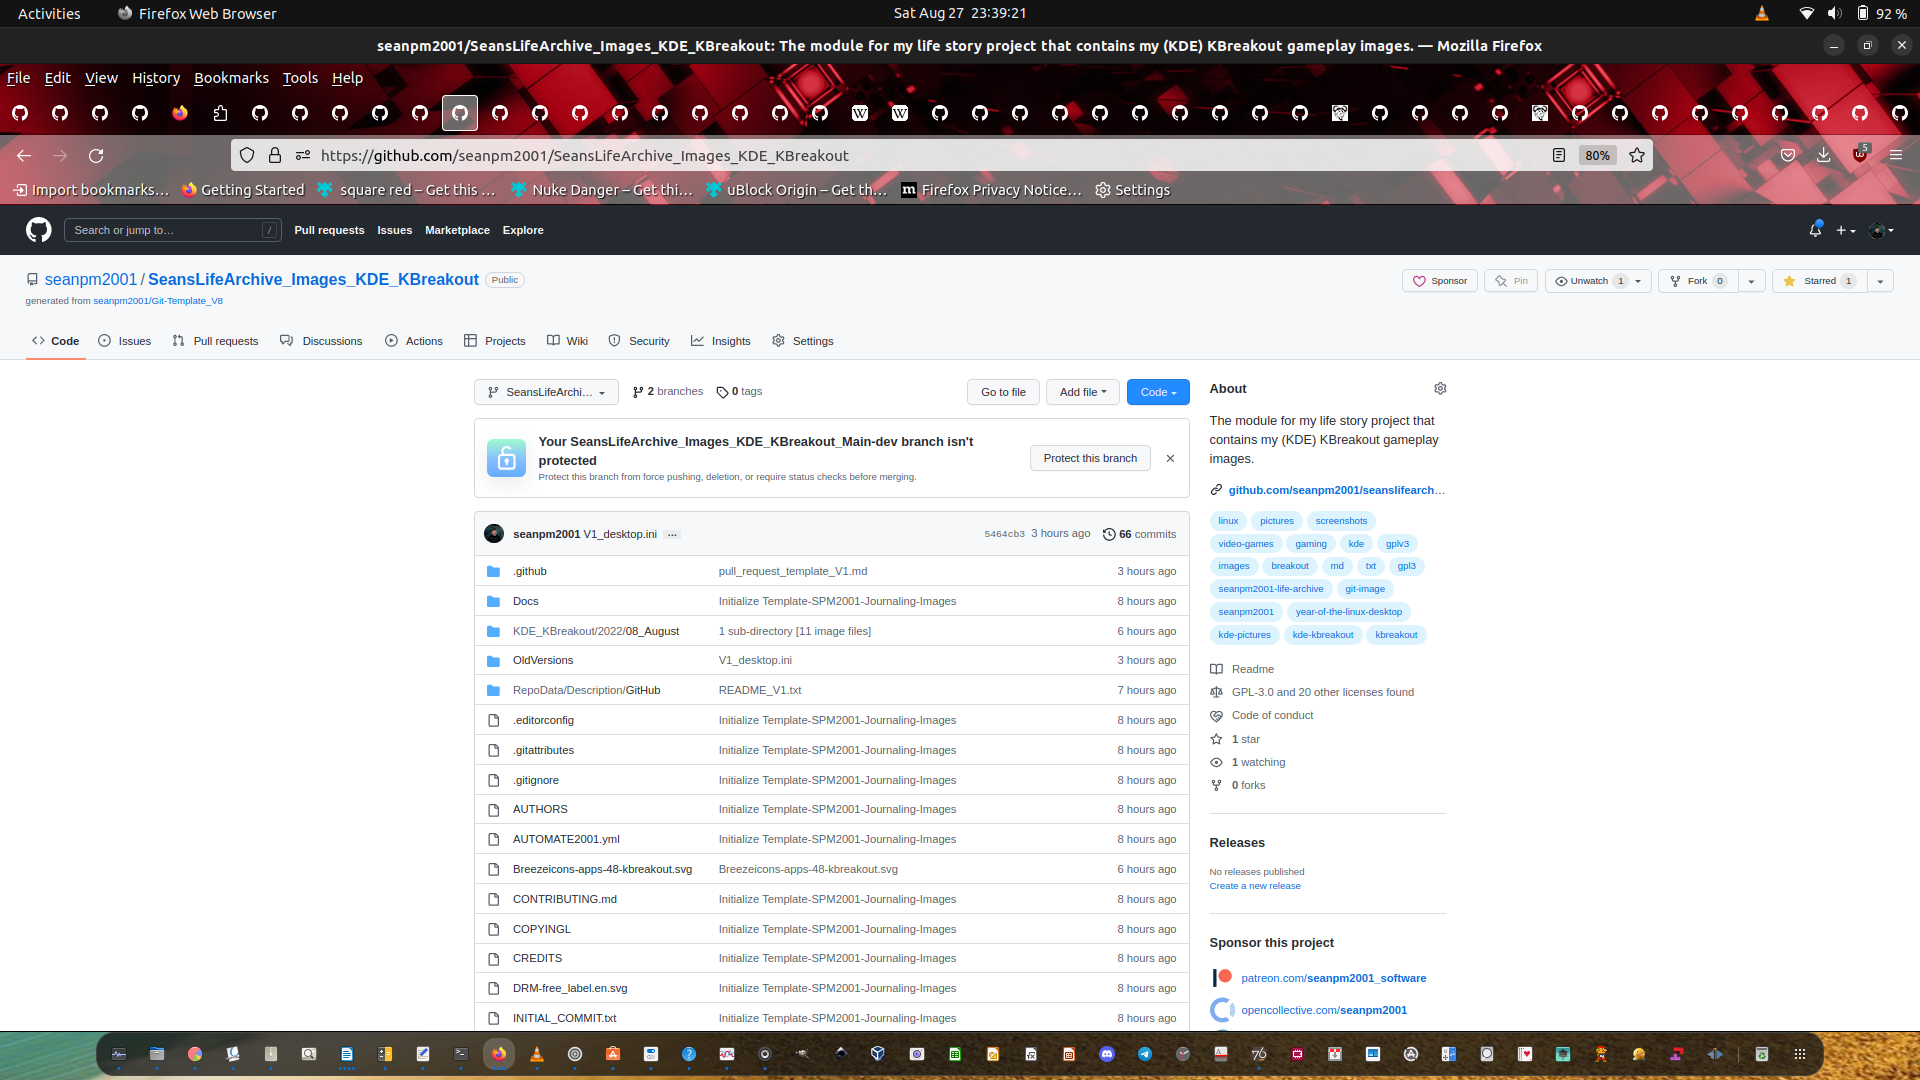 Activities
Firefox Web Browser
Sat Aug 27 23:39:21
92 %
seanpm2001/SeansLifeArchive_Images_KDE_KBreakout: The module for my life story project that contains my (KDE) KBreakout gameplay images. — Mozilla Firefox
File Edit View History Bookmarks Tools Help
https://github.com/seanpm2001/SeansLifeArchive_Images_KDE_KBreakout
80%
5
Import bookmarks…
Getting Started
square red – Get this …
Nuke Danger – Get thi…
uBlock Origin – Get th…
Firefox Privacy Notice…
Settings
Search or jump to…
/
Pull requests
Issues
Marketplace
Explore
seanpm2001 / SeansLifeArchive_Images_KDE_KBreakout
Public
generated from seanpm2001/Git-Template_V8
Sponsor
Pin
Unwatch 1
Fork 0
Starred 1
Code
Issues
Pull requests
Discussions
Actions
Projects
Wiki
Security
Insights
Settings
SeansLifeArchi…
2 branches
0 tags
Go to file
Add file
Code
Your SeansLifeArchive_Images_KDE_KBreakout_Main-dev branch isn't
protected
Protect this branch from force pushing, deletion, or require status checks before merging.
Protect this branch
seanpm2001 V1_desktop.ini …
5464cb3 3 hours ago
66 commits
.github pull_request_template_V1.md 3 hours ago
Docs Initialize Template-SPM2001-Journaling-Images 8 hours ago
KDE_KBreakout/2022/08_August 1 sub-directory [11 image files] 6 hours ago
OldVersions V1_desktop.ini 3 hours ago
RepoData/Description/GitHub README_V1.txt 7 hours ago
.editorconfig Initialize Template-SPM2001-Journaling-Images 8 hours ago
.gitattributes Initialize Template-SPM2001-Journaling-Images 8 hours ago
.gitignore Initialize Template-SPM2001-Journaling-Images 8 hours ago
AUTHORS Initialize Template-SPM2001-Journaling-Images 8 hours ago
AUTOMATE2001.yml Initialize Template-SPM2001-Journaling-Images 8 hours ago
Breezeicons-apps-48-kbreakout.svg Breezeicons-apps-48-kbreakout.svg 6 hours ago
CONTRIBUTING.md Initialize Template-SPM2001-Journaling-Images 8 hours ago
COPYINGL Initialize Template-SPM2001-Journaling-Images 8 hours ago
CREDITS Initialize Template-SPM2001-Journaling-Images 8 hours ago
DRM-free_label.en.svg Initialize Template-SPM2001-Journaling-Images 8 hours ago
INITIAL_COMMIT.txt Initialize Template-SPM2001-Journaling-Images 8 hours ago
About
The module for my life story project that
contains my (KDE) KBreakout gameplay
images.
github.com/seanpm2001/seanslifearch…
linux pictures screenshots
video-games gaming kde gplv3
images breakout md txt gpl3
seanpm2001-life-archive git-image
seanpm2001 year-of-the-linux-desktop
kde-pictures kde-kbreakout kbreakout
Readme
GPL-3.0 and 20 other licenses found
Code of conduct
1 star
1 watching
0 forks
Releases
No releases published
Create a new release
Sponsor this project
patreon.com/seanpm2001_software
opencollective.com/seanpm2001